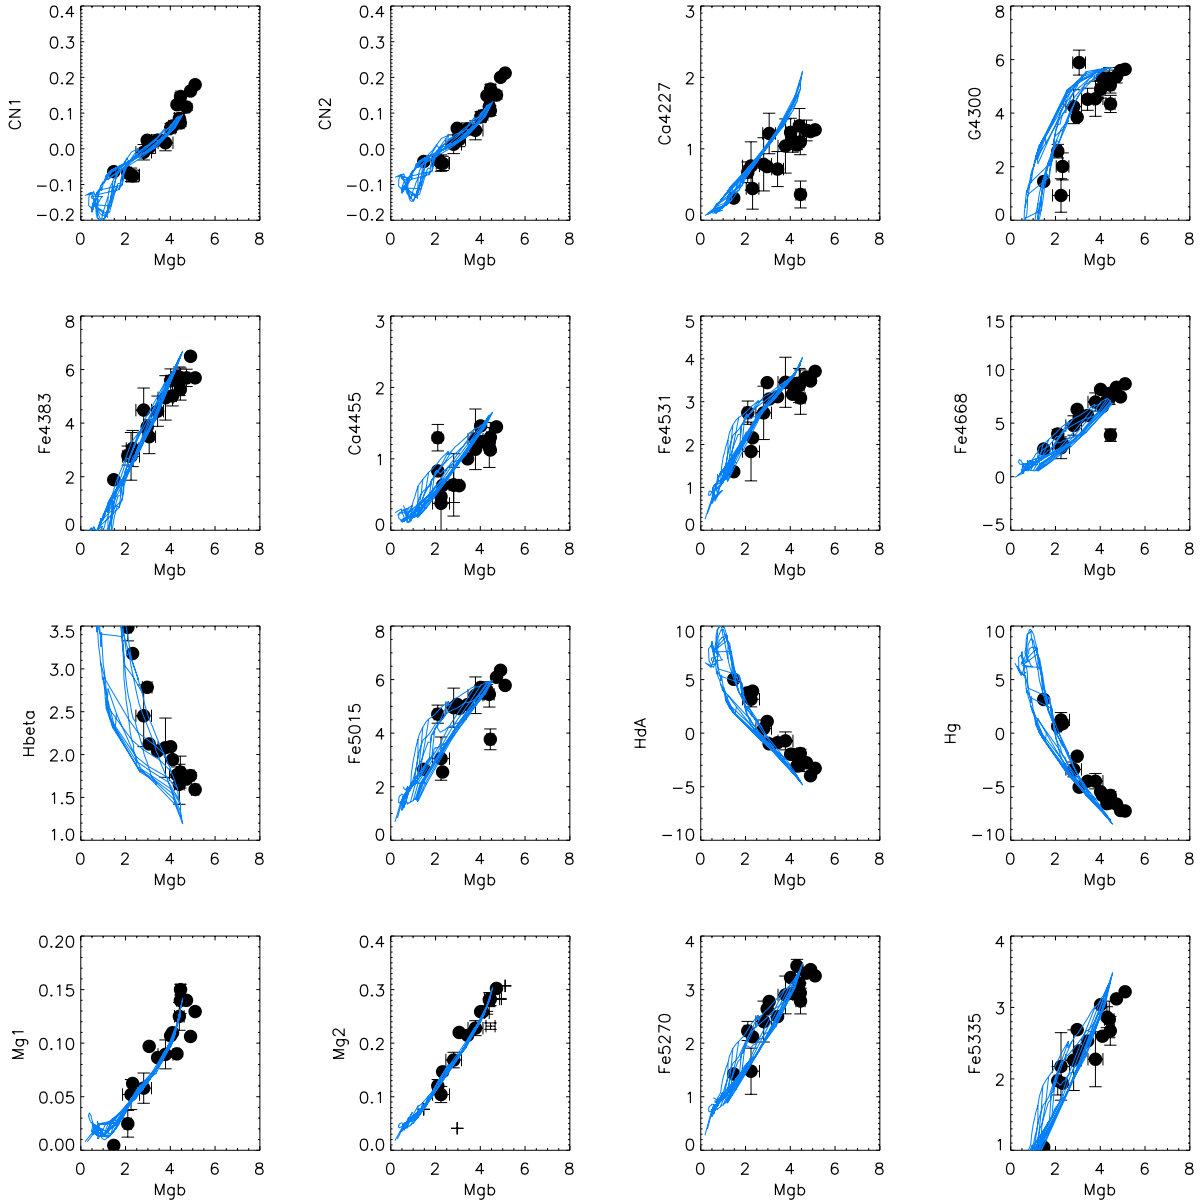 0.4 0.4 3 8
0.3 0.3 6
0.2 0.2 2
CN1 0.1 CN2 0.1 Ca4227 G4300 4
0.0 0.0 1
−0.1 −0.1 2
−0.2 −0.2 0 0
0 2 4 6 8 0 2 4 6 8 0 2 4 6 8 0 2 4 6 8
Mgb Mgb Mgb Mgb
8 3 5 15
6 4 10
Fe4383 4 Ca4455 2 Fe4531 3 Fe4668 5
2 1 2 0
0 0 1 −5
0
0 2 4 6 8 0 2 4 6 8 0 2 4 6 8 0 2 4 6 8
Mgb Mgb Mgb Mgb
3.5 8 10 10
3.0 6 5 5
Hbeta 2.5 Fe5015 4 HdA 0 Hg 0
2.0
1.5 2 −5 −5
1.0 0 −10 −10
0 2 4 6 8 0 2 4 6 8 0 2 4 6 8 0 2 4 6 8
Mgb Mgb Mgb Mgb
0.20 0.4 4 4
0.15 0.3 3 3
Mg1 0.10 Mg2 0.2 Fe5270 2 Fe5335
0.05 0.1 1 2
0.00 0.0 0 1
0 2 4 6 8 0 2 4 6 8 0 2 4 6 8 0 2 4 6 8
Mgb Mgb Mgb Mgb